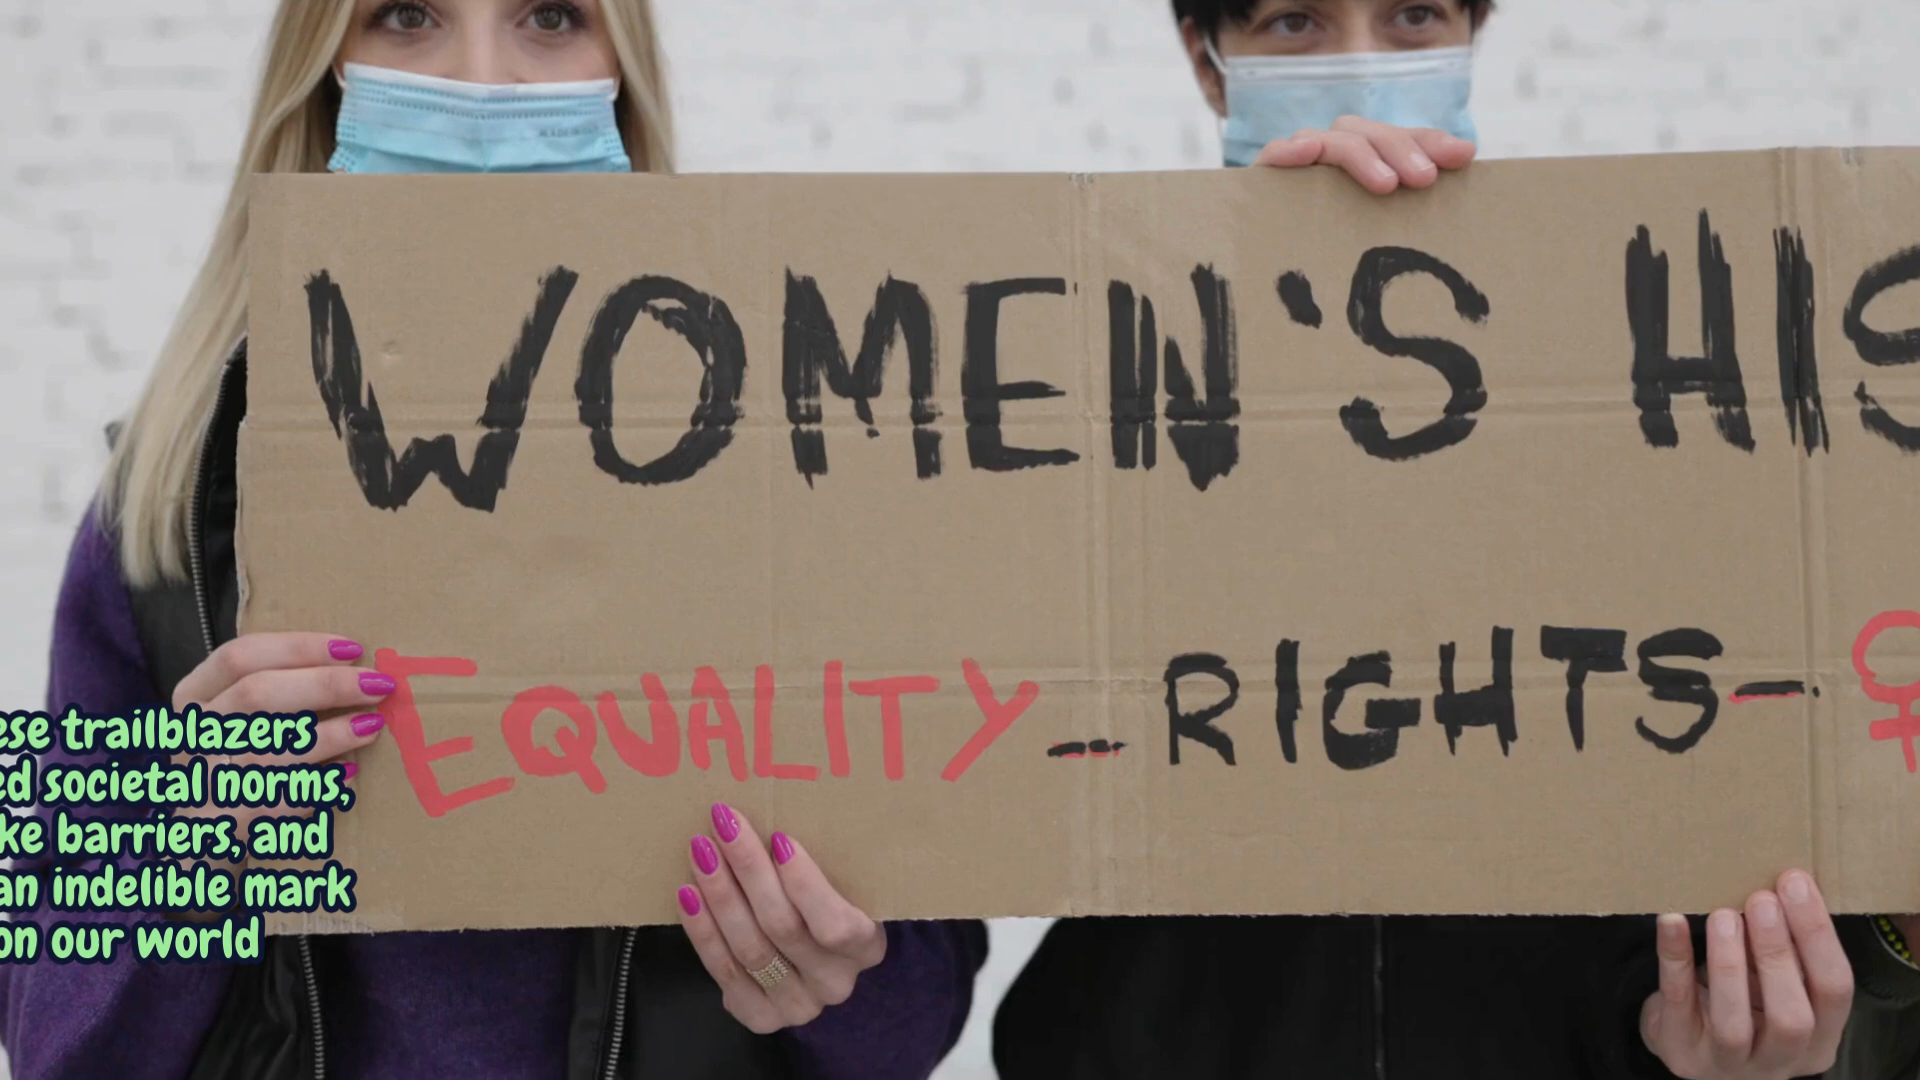 WOMEN'S HIS
EQUALITY - RIGHTS - ♀
ese trailblazers
ed societal norms,
ke barriers, and
an indelible mark
on our world